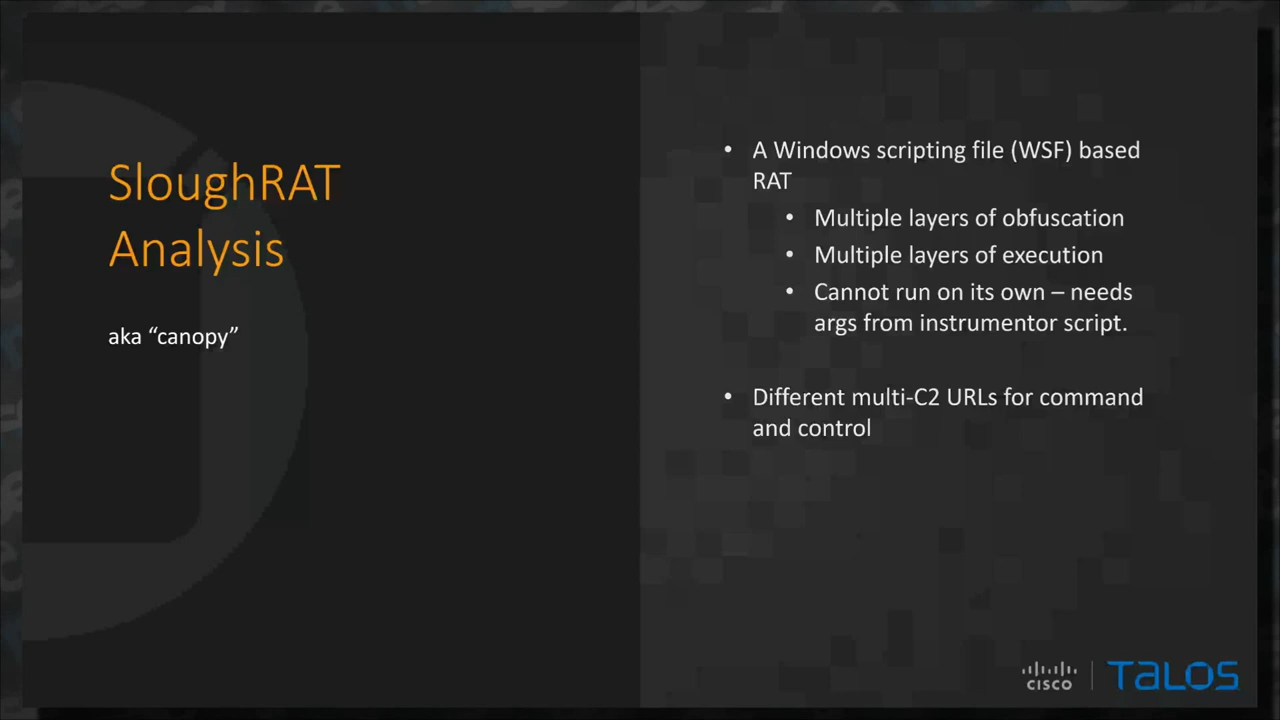 SloughRAT
Analysis
aka “canopy”
• A Windows scripting file (WSF) based
RAT
• Multiple layers of obfuscation
• Multiple layers of execution
• Cannot run on its own – needs
args from instrumentor script.
• Different multi-C2 URLs for command
and control
CISCO
TALOS